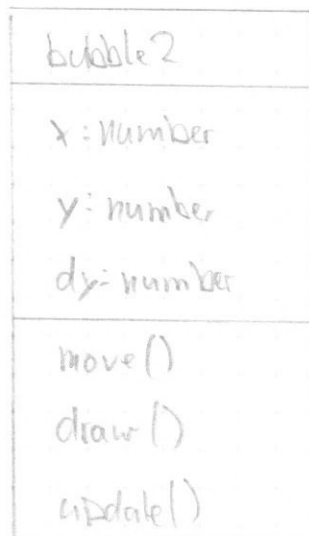 bubble2
x: number
y: number
dy: number
move()
draw()
update()